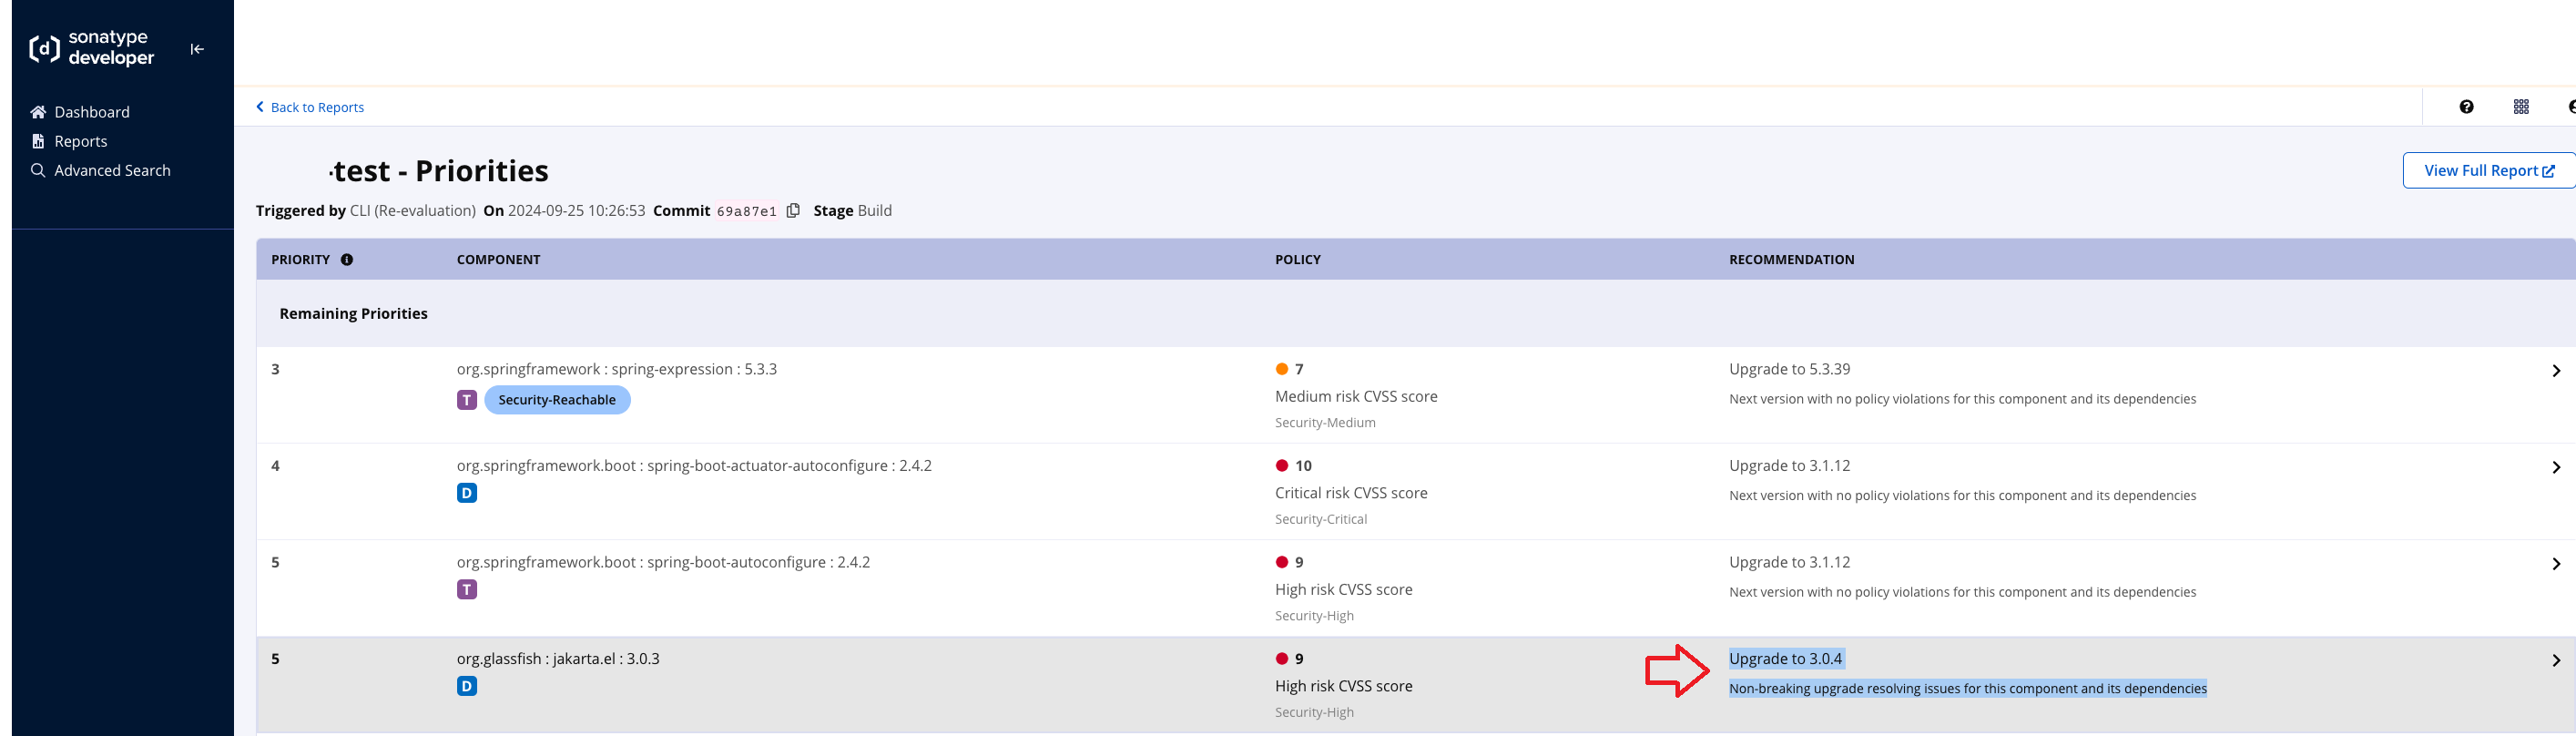 sonatype
developer
Dashboard
Reports
Advanced Search
Back to Reports
test - Priorities
View Full Report
Triggered by CLI (Re-evaluation) On 2024-09-25 10:26:53 Commit 69a87e1 Stage Build
PRIORITY COMPONENT POLICY RECOMMENDATION
Remaining Priorities
3 org.springframework : spring-expression : 5.3.3 7 Upgrade to 5.3.39
T Security-Reachable Medium risk CVSS score Next version with no policy violations for this component and its dependencies
Security-Medium
4 org.springframework.boot : spring-boot-actuator-autoconfigure : 2.4.2 10 Upgrade to 3.1.12
D Critical risk CVSS score Next version with no policy violations for this component and its dependencies
Security-Critical
5 org.springframework.boot : spring-boot-autoconfigure : 2.4.2 9 Upgrade to 3.1.12
T High risk CVSS score Next version with no policy violations for this component and its dependencies
Security-High
5 org.glassfish : jakarta.el : 3.0.3 9 Upgrade to 3.0.4
D High risk CVSS score Non-breaking upgrade resolving issues for this component and its dependencies
Security-High